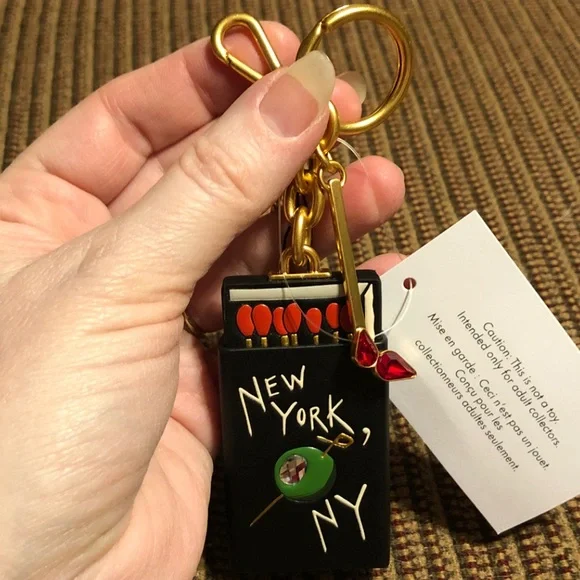 NEW
YORK,
NY
Caution: This is not a toy.
Intended only for adult collectors.
Mise en garde : Ceci n'est pas un jouet.
Conçu pour les
collectionneurs adultes seulement.